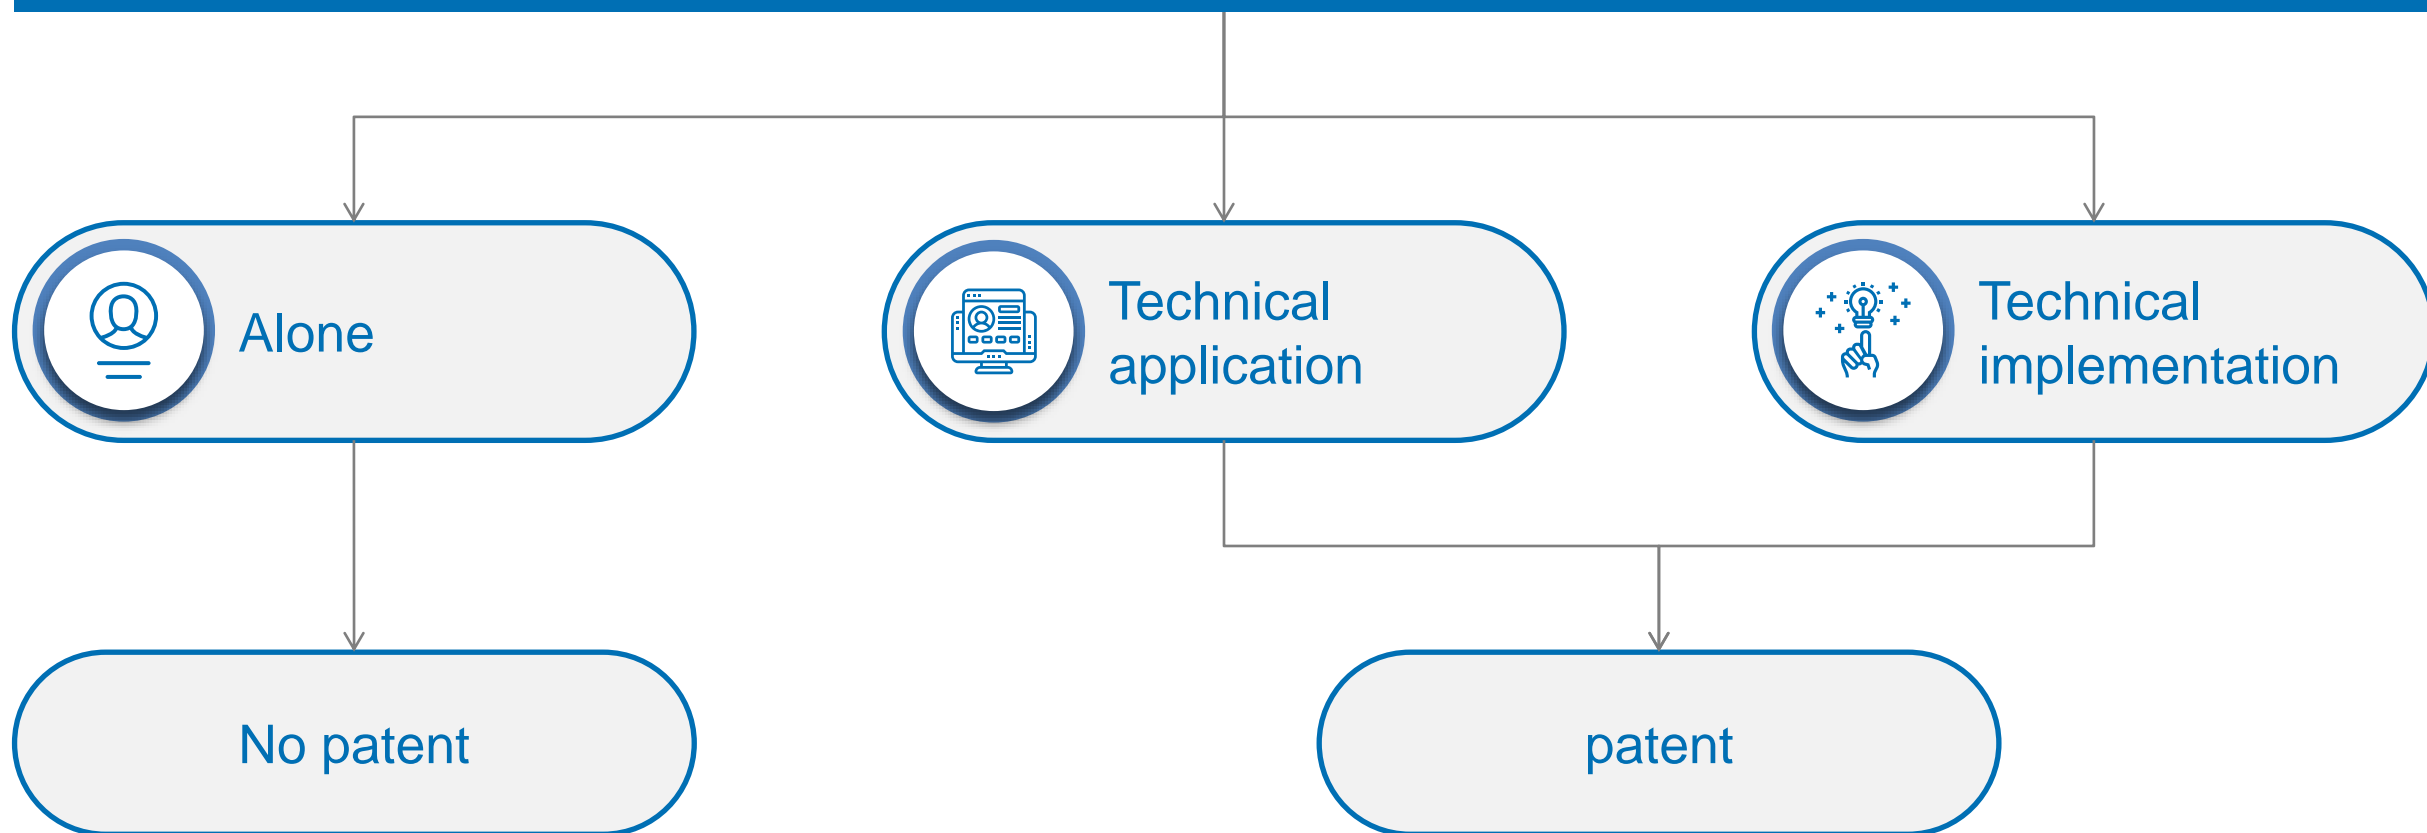 Alone
Technical
application
Technical
implementation
No patent
patent